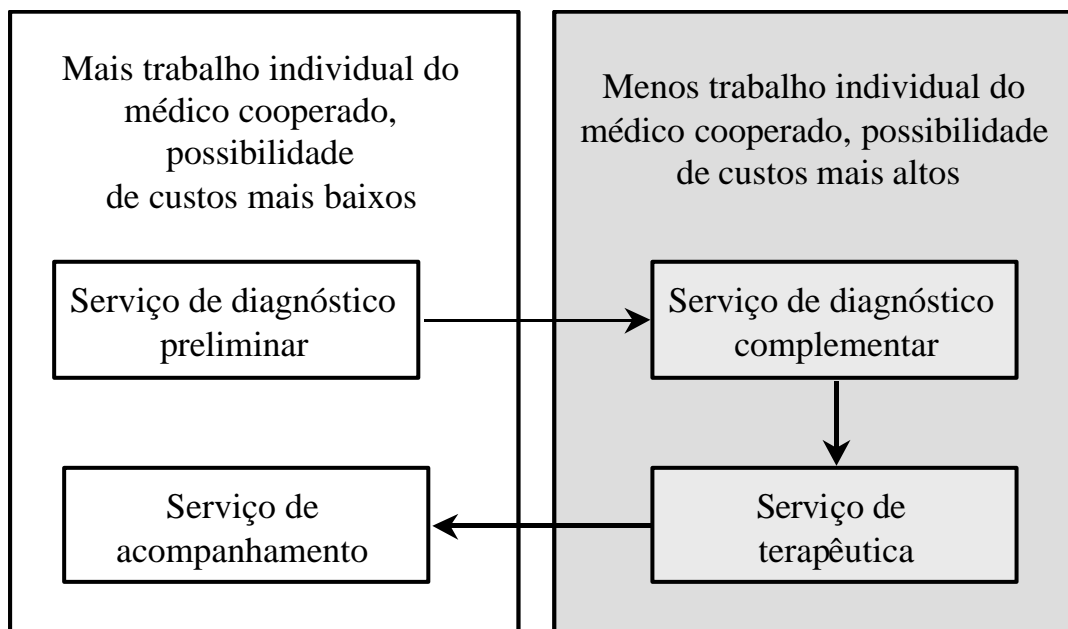 Mais trabalho individual do
médico cooperado,
possibilidade
de custos mais baixos
Menos trabalho individual do
médico cooperado, possibilidade
de custos mais altos
Serviço de diagnóstico
preliminar
Serviço de diagnóstico
complementar
Serviço de
acompanhamento
Serviço de
terapêutica